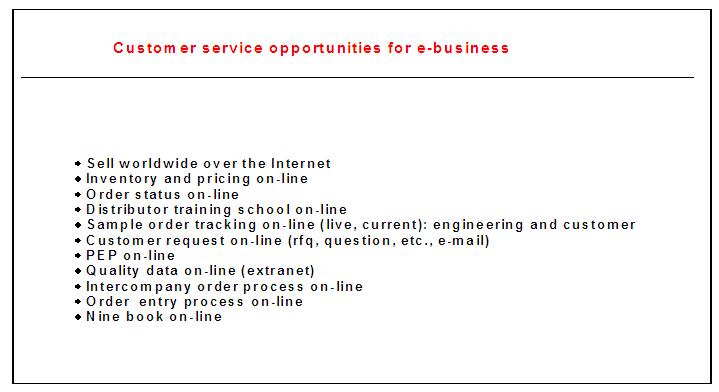 Customer service opportunities for e-business
Sell worldwide over the Internet
Inventory and pricing on-line
Order status on-line
Distributor training school on-line
Sample order tracking on-line (live, current): engineering and customer
Customer request on-line (rfq, question, etc., e-mail)
PEP on-line
Quality data on-line (extranet)
Intercompany order process on-line
Order entry process on-line
Nine book on-line